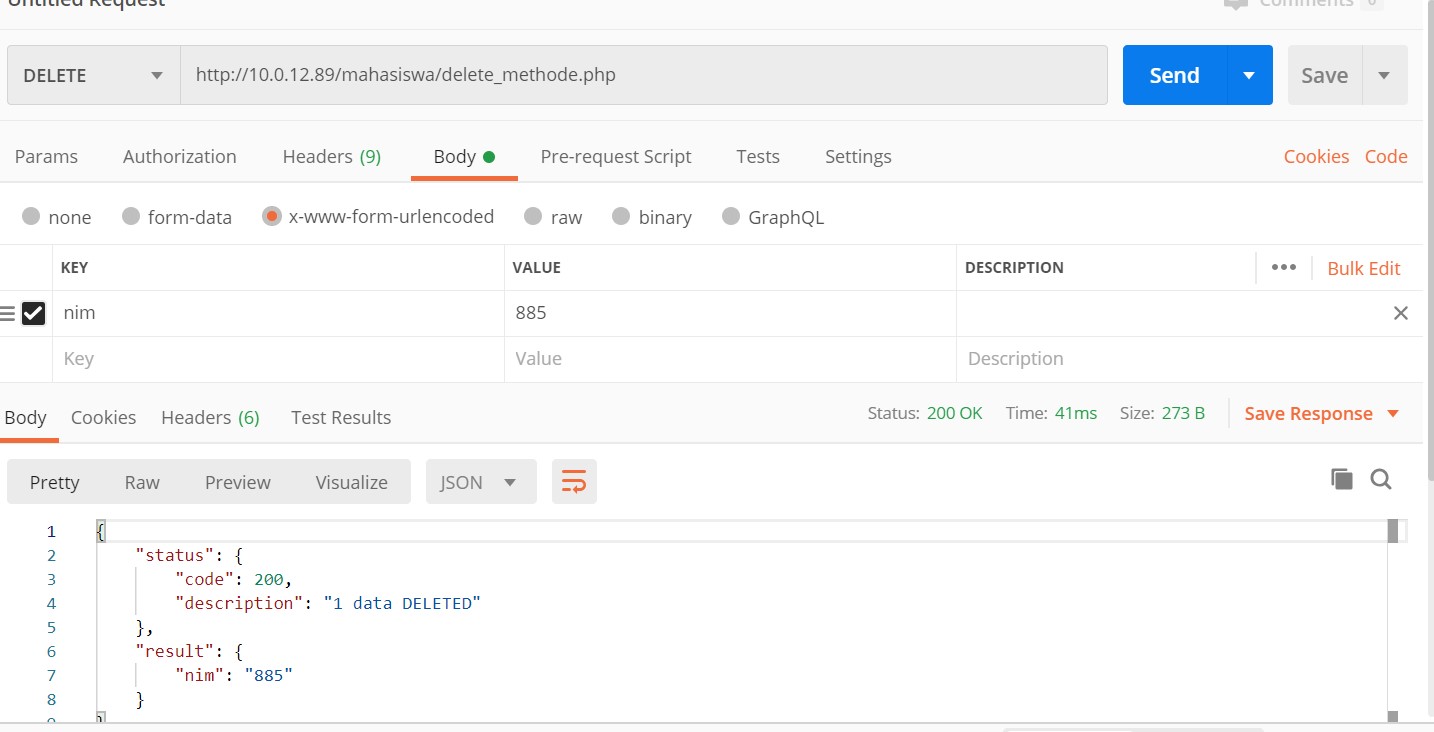 Untitled Request
Comments 0
DELETE http://10.0.12.89/mahasiswa/delete_methode.php Send Save
Params Authorization Headers (9) Body Pre-request Script Tests Settings Cookies Code
none form-data x-www-form-urlencoded raw binary GraphQL
KEY VALUE DESCRIPTION ••• Bulk Edit
nim 885
Key Value Description
Body Cookies Headers (6) Test Results Status: 200 OK Time: 41ms Size: 273 B Save Response
Pretty Raw Preview Visualize JSON
1 {
2 "status": {
3 "code": 200,
4 "description": "1 data DELETED"
5 },
6 "result": {
7 "nim": "885"
8 }
9 }